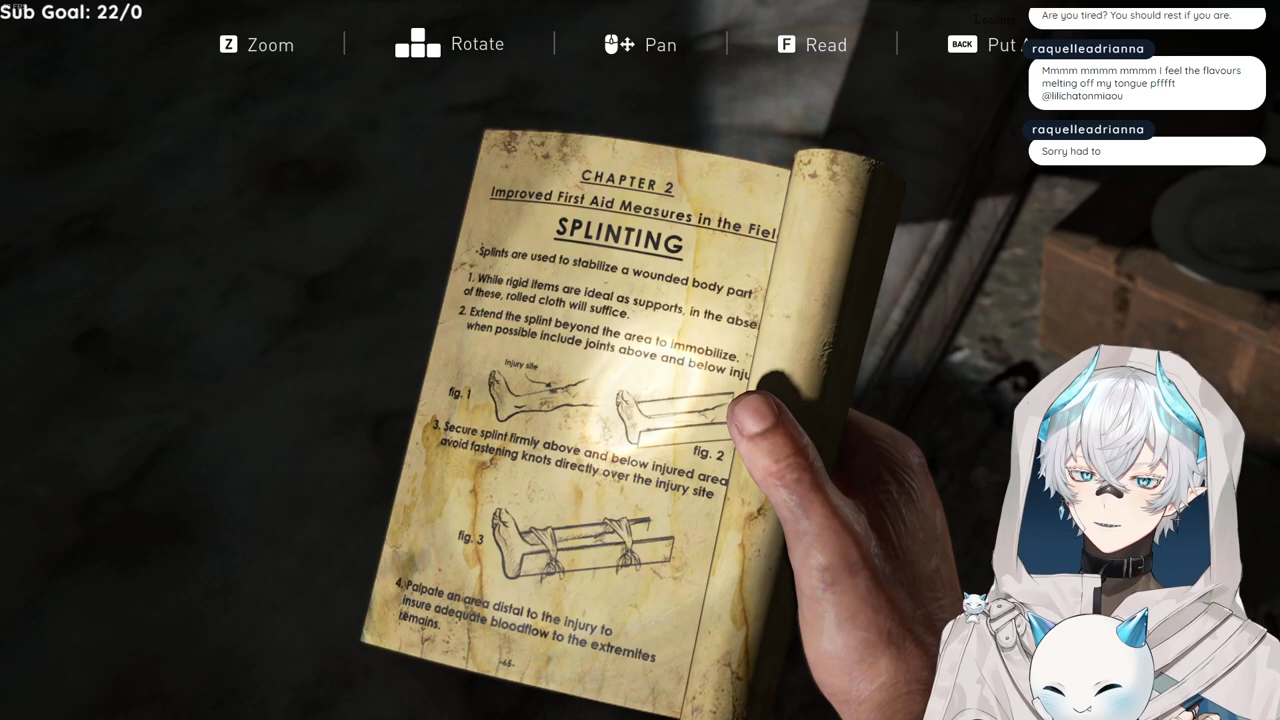 Sub Goal: 22/0
Z Zoom
Rotate
Pan
F Read
BACK Put
Are you tired? You should rest if you are.
raquelleadrianna
Mmmm mmmm mmmm I feel the flavours
melting off my tongue pfffft
@lilichatonmiaou
raquelleadrianna
Sorry had to
CHAPTER 2
Improved First Aid Measures in the Fiel
SPLINTING
-Splints are used to stabilize a wounded body part
1. While rigid items are ideal as supports, in the abse
of these, rolled cloth will suffice.
2. Extend the splint beyond the area to immobilize.
when possible include joints above and below inju
Injury site
fig. 1
fig. 2
3. Secure splint firmly above and below injured area
avoid fastening knots directly over the injury site
fig. 3
4. Palpate an area distal to the injury to
insure adequate bloodflow to the extremites
remains.
-65-